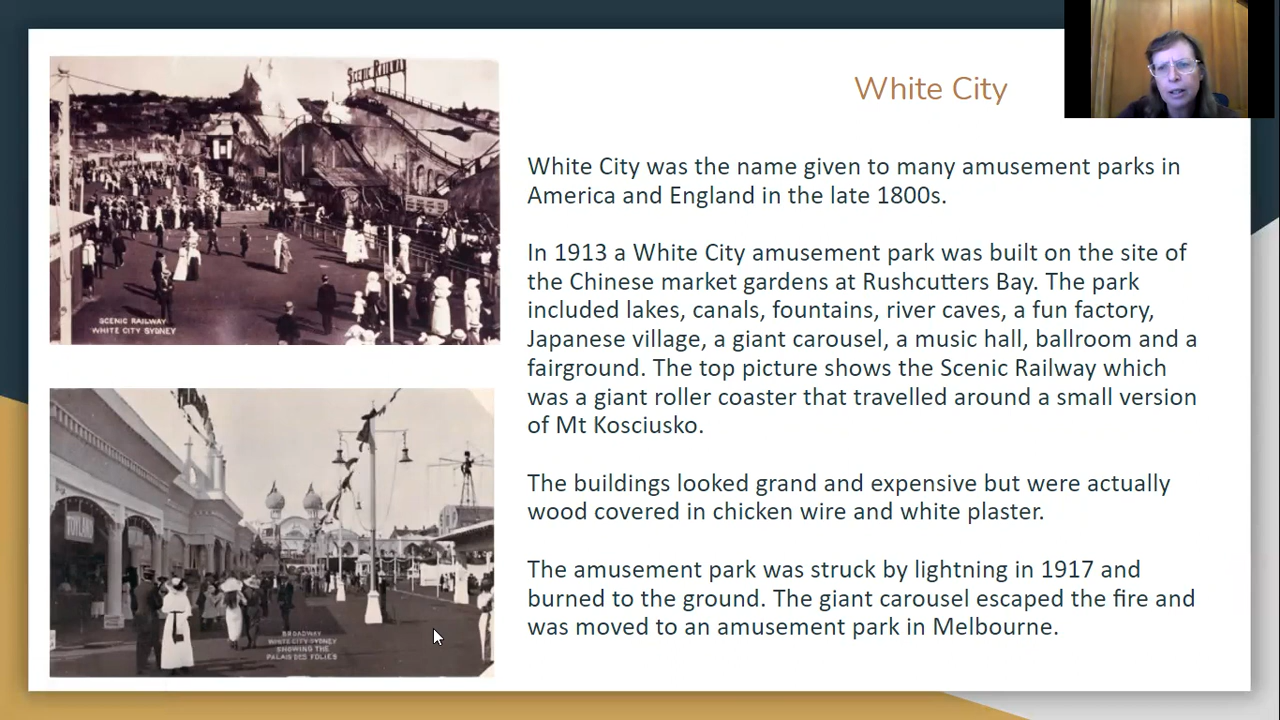 SCENIC RAILWAY
SCENIC RAILWAY
WHITE CITY SYDNEY
TOYLAND
BROADWAY
WHITE CITY SYDNEY
SHOWING THE
PALAIS DES FOLIES
White City
White City was the name given to many amusement parks in
America and England in the late 1800s.
In 1913 a White City amusement park was built on the site of
the Chinese market gardens at Rushcutters Bay. The park
included lakes, canals, fountains, river caves, a fun factory,
Japanese village, a giant carousel, a music hall, ballroom and a
fairground. The top picture shows the Scenic Railway which
was a giant roller coaster that travelled around a small version
of Mt Kosciusko.
The buildings looked grand and expensive but were actually
wood covered in chicken wire and white plaster.
The amusement park was struck by lightning in 1917 and
burned to the ground. The giant carousel escaped the fire and
was moved to an amusement park in Melbourne.